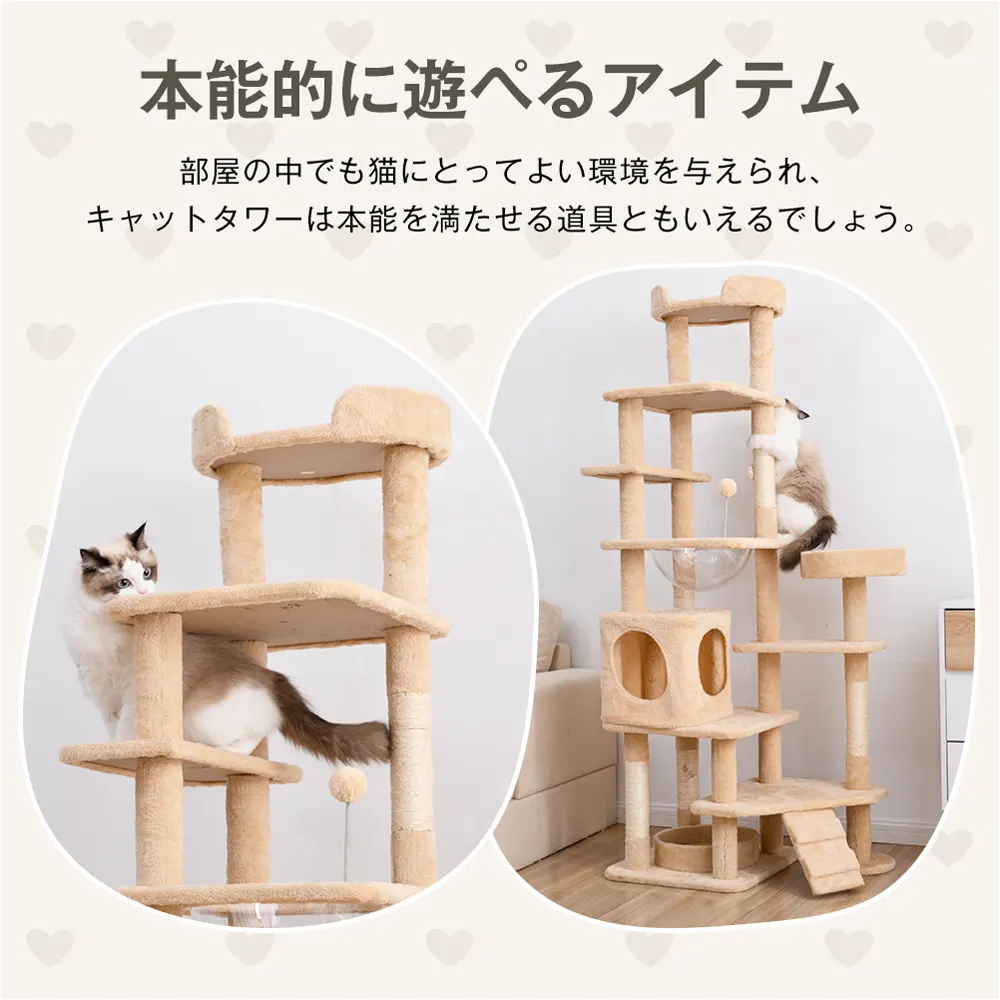 本能的に遊べるアイテム
部屋の中でも猫にとってよい環境を与えられ、
キャットタワーは本能を満たせる道具ともいえるでしょう。